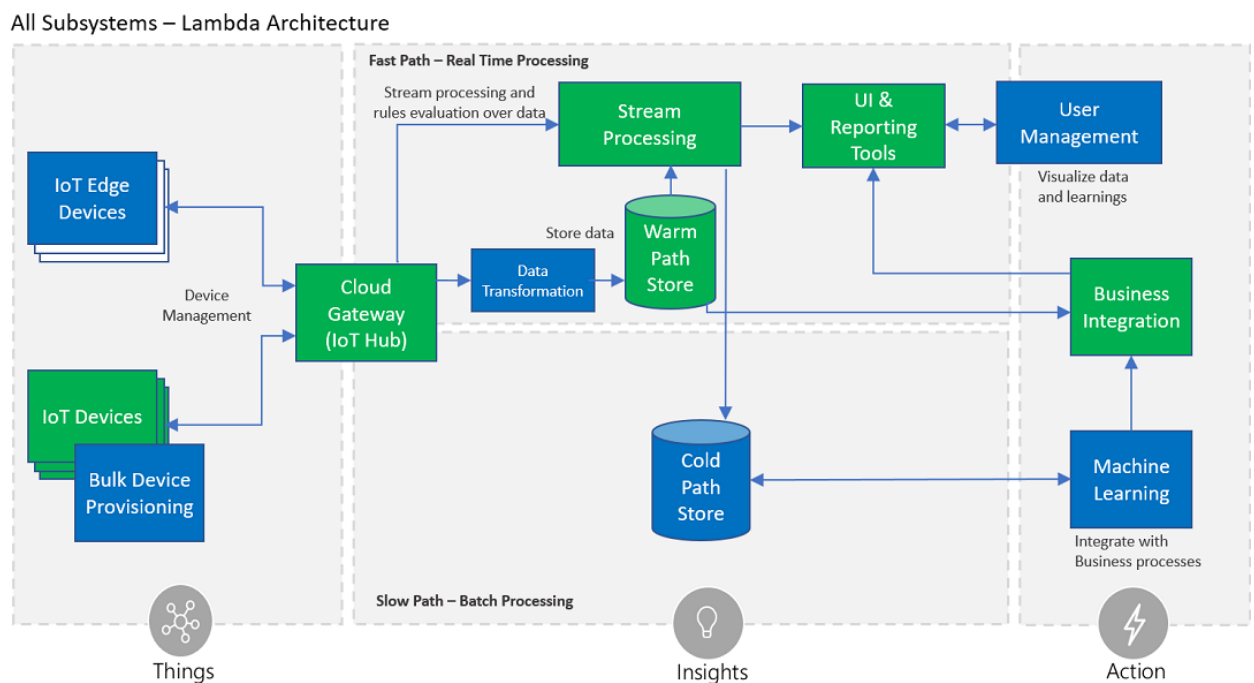 All Subsystems – Lambda Architecture
Fast Path – Real Time Processing
Stream processing and
rules evaluation over data
Stream
Processing
UI &
Reporting
Tools
User
Management
Visualize data
and learnings
IoT Edge
Devices
Store data
Warm
Path
Store
Data
Transformation
Device
Management
Cloud
Gateway
(IoT Hub)
Business
Integration
IoT Devices
Bulk Device
Provisioning
Cold
Path
Store
Machine
Learning
Integrate with
Business processes
Slow Path – Batch Processing
Things
Insights
Action